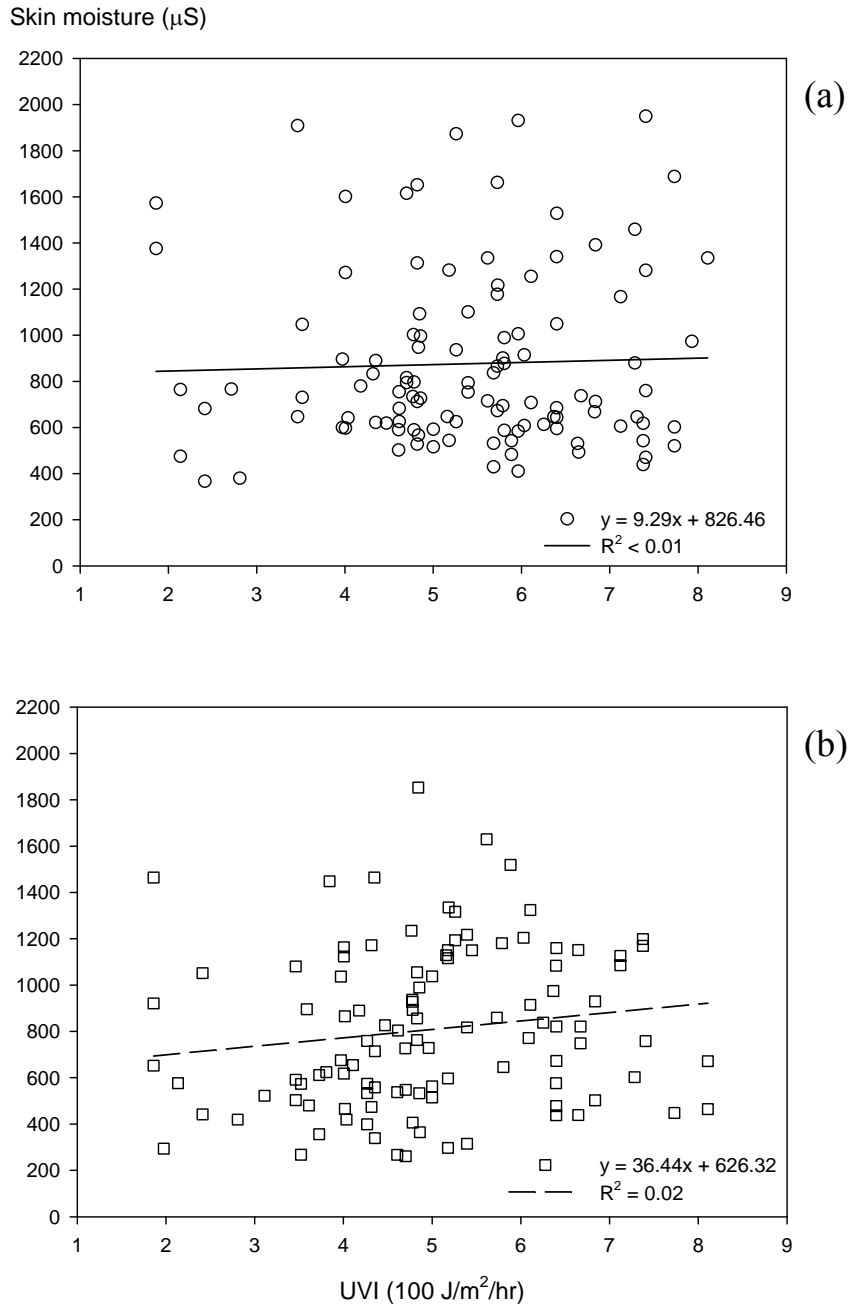 Skin moisture (μS)
2200
2000
1800
1600
1400
1200
1000
800
600
400
200
0
1 2 3 4 5 6 7 8 9
(a)
y = 9.29x + 826.46
R² < 0.01
2200
2000
1800
1600
1400
1200
1000
800
600
400
200
0
1 2 3 4 5 6 7 8 9
(b)
y = 36.44x + 626.32
R² = 0.02
UVI (100 J/m²/hr)